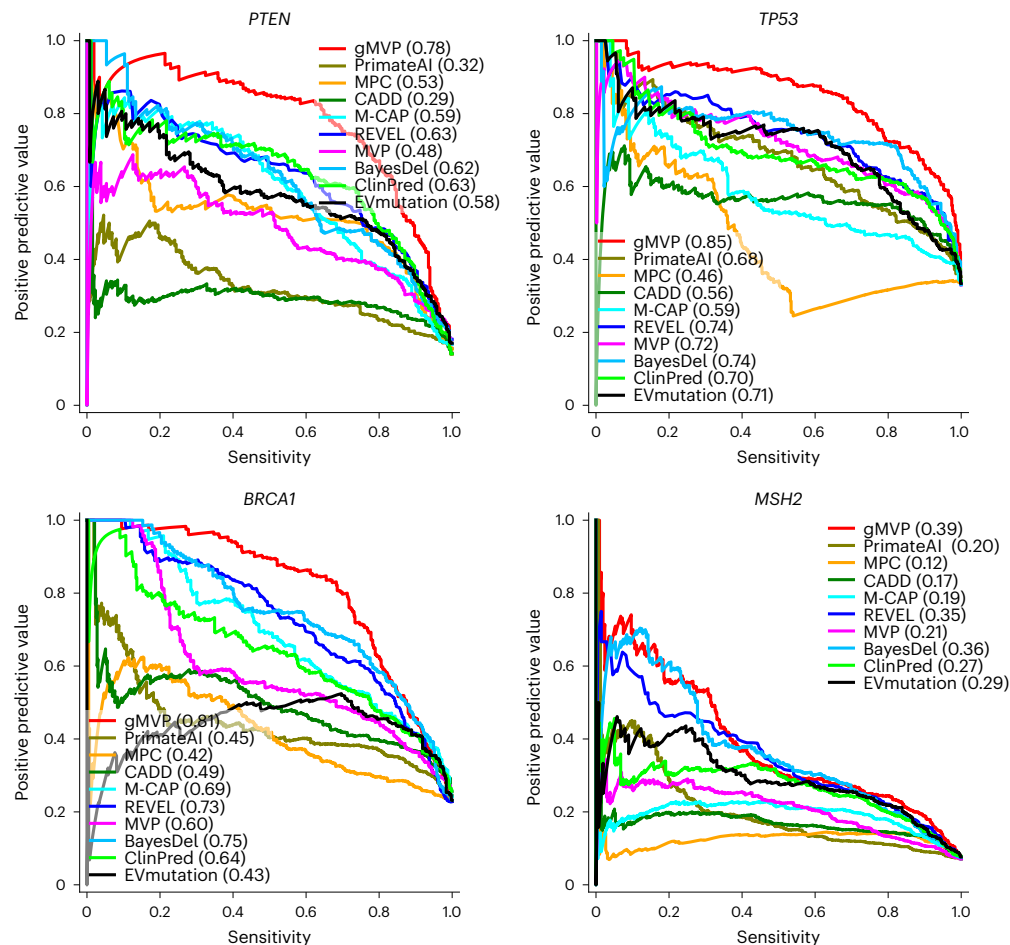 PTEN
Positive predictive value
1.0
0.8
0.6
0.4
0.2
0
gMVP (0.78)
PrimateAI (0.32)
MPC (0.53)
CADD (0.29)
M-CAP (0.59)
REVEL (0.63)
MVP (0.48)
BayesDel (0.62)
ClinPred (0.63)
EVmutation (0.58)
0 0.2 0.4 0.6 0.8 1.0
Sensitivity
TP53
Positive predictive value
1.0
0.8
0.6
0.4
0.2
0
gMVP (0.85)
PrimateAI (0.68)
MPC (0.46)
CADD (0.56)
M-CAP (0.59)
REVEL (0.74)
MVP (0.72)
BayesDel (0.74)
ClinPred (0.70)
EVmutation (0.71)
0 0.2 0.4 0.6 0.8 1.0
Sensitivity
BRCA1
Positive predictive value
1.0
0.8
0.6
0.4
0.2
0
gMVP (0.81)
PrimateAI (0.45)
MPC (0.42)
CADD (0.49)
M-CAP (0.69)
REVEL (0.73)
MVP (0.60)
BayesDel (0.75)
ClinPred (0.64)
EVmutation (0.43)
0 0.2 0.4 0.6 0.8 1.0
Sensitivity
MSH2
Positive predictive value
1.0
0.8
0.6
0.4
0.2
0
gMVP (0.39)
PrimateAI (0.20)
MPC (0.12)
CADD (0.17)
M-CAP (0.19)
REVEL (0.35)
MVP (0.21)
BayesDel (0.36)
ClinPred (0.27)
EVmutation (0.29)
0 0.2 0.4 0.6 0.8 1.0
Sensitivity